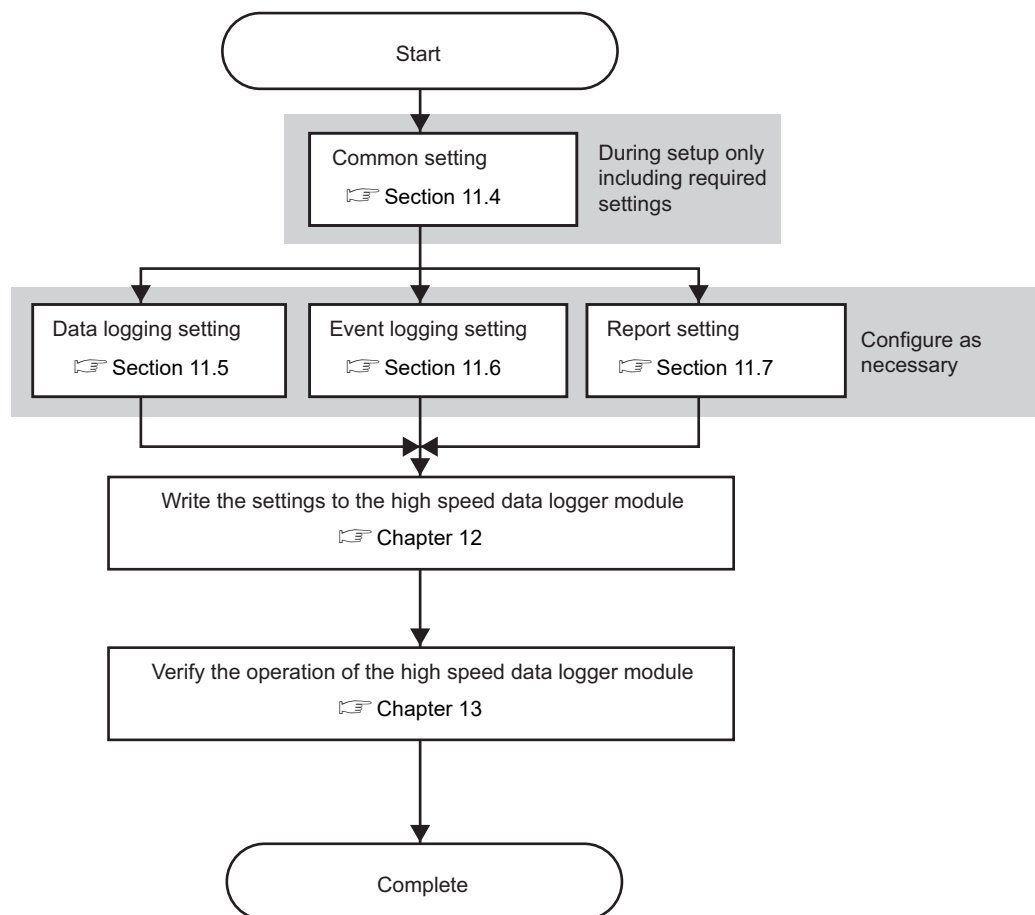 Start
Common setting
☞ Section 11.4
During setup only
including required
settings
Data logging setting
☞ Section 11.5
Event logging setting
☞ Section 11.6
Report setting
☞ Section 11.7
Configure as
necessary
Write the settings to the high speed data logger module
☞ Chapter 12
Verify the operation of the high speed data logger module
☞ Chapter 13
Complete